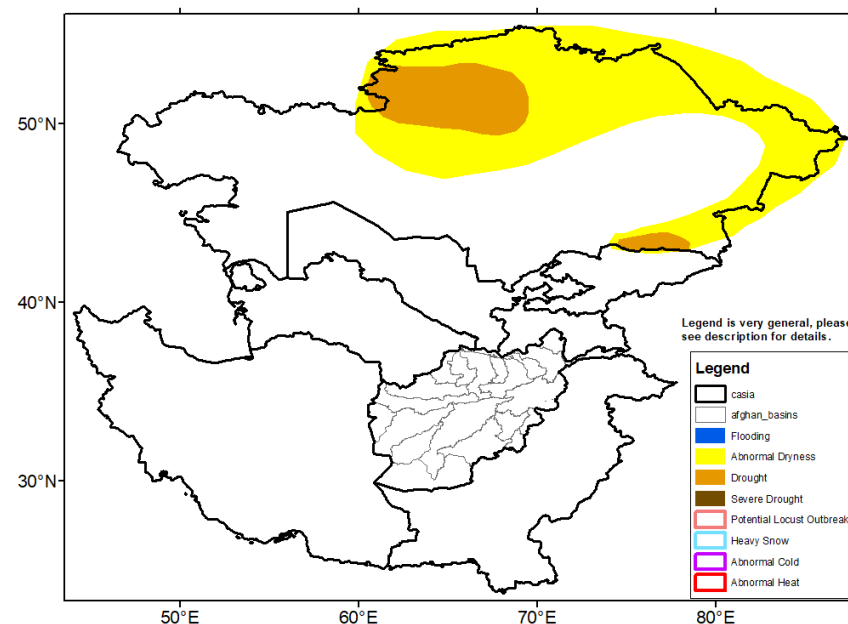 50°N
40°N
30°N
50°E
60°E
70°E
80°E
Legend is very general, please
see description for details.
Legend
casia
afghan_basins
Flooding
Abnormal Dryness
Drought
Severe Drought
Potential Locust Outbreak
Heavy Snow
Abnormal Cold
Abnormal Heat